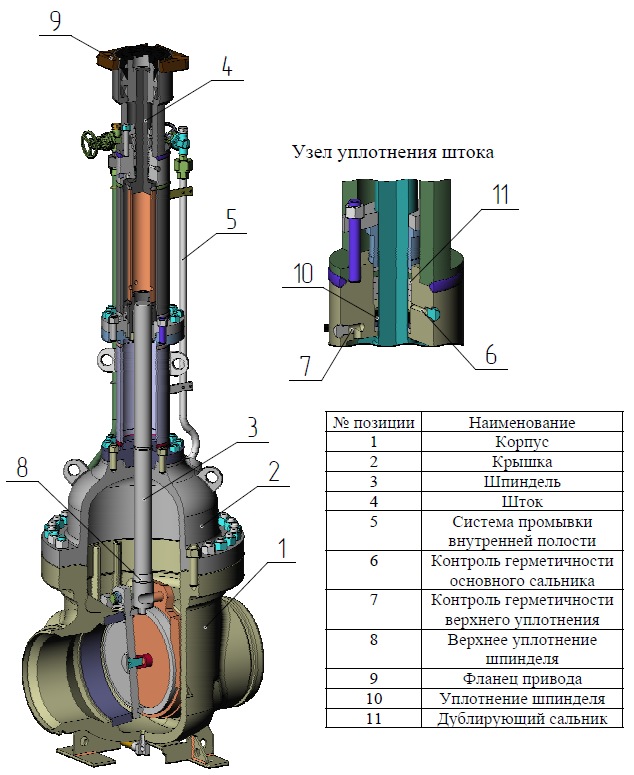 9
4
Узел уплотнения штока
11
5
10
7
6
3
8
2
1
№ позиции Наименование
1 Корпус
2 Крышка
3 Шпиндель
4 Шток
5 Система промывки
внутренней полости
6 Контроль герметичности
основного сальника
7 Контроль герметичности
верхнего уплотнения
8 Верхнее уплотнение
шпинделя
9 Фланец привода
10 Уплотнение шпинделя
11 Дублирующий сальник